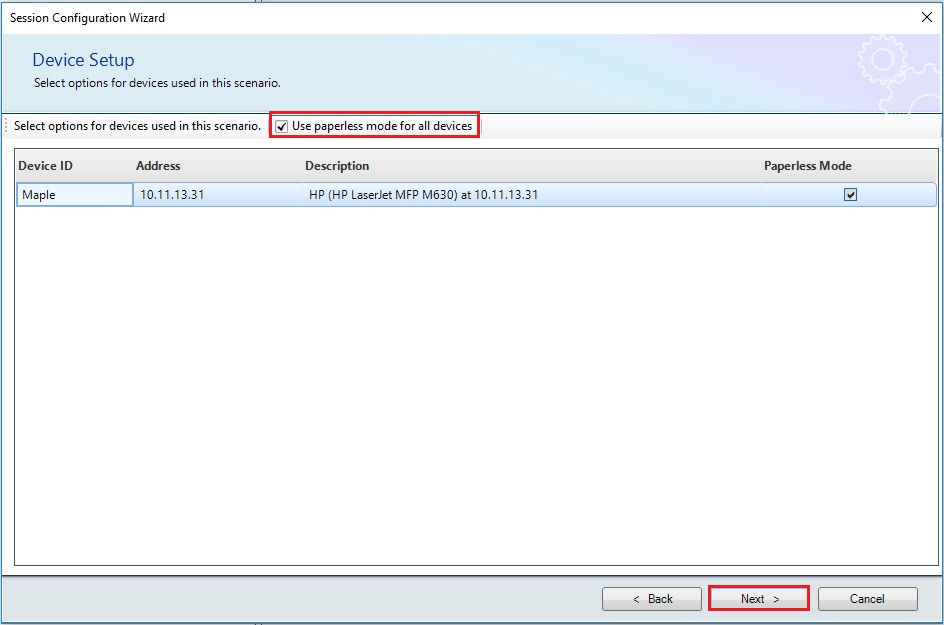 Session Configuration Wizard
Device Setup
Select options for devices used in this scenario.
Select options for devices used in this scenario. Use paperless mode for all devices
Device ID Address Description Paperless Mode
Maple 10.11.13.31 HP (HP LaserJet MFP M630) at 10.11.13.31
< Back Next > Cancel